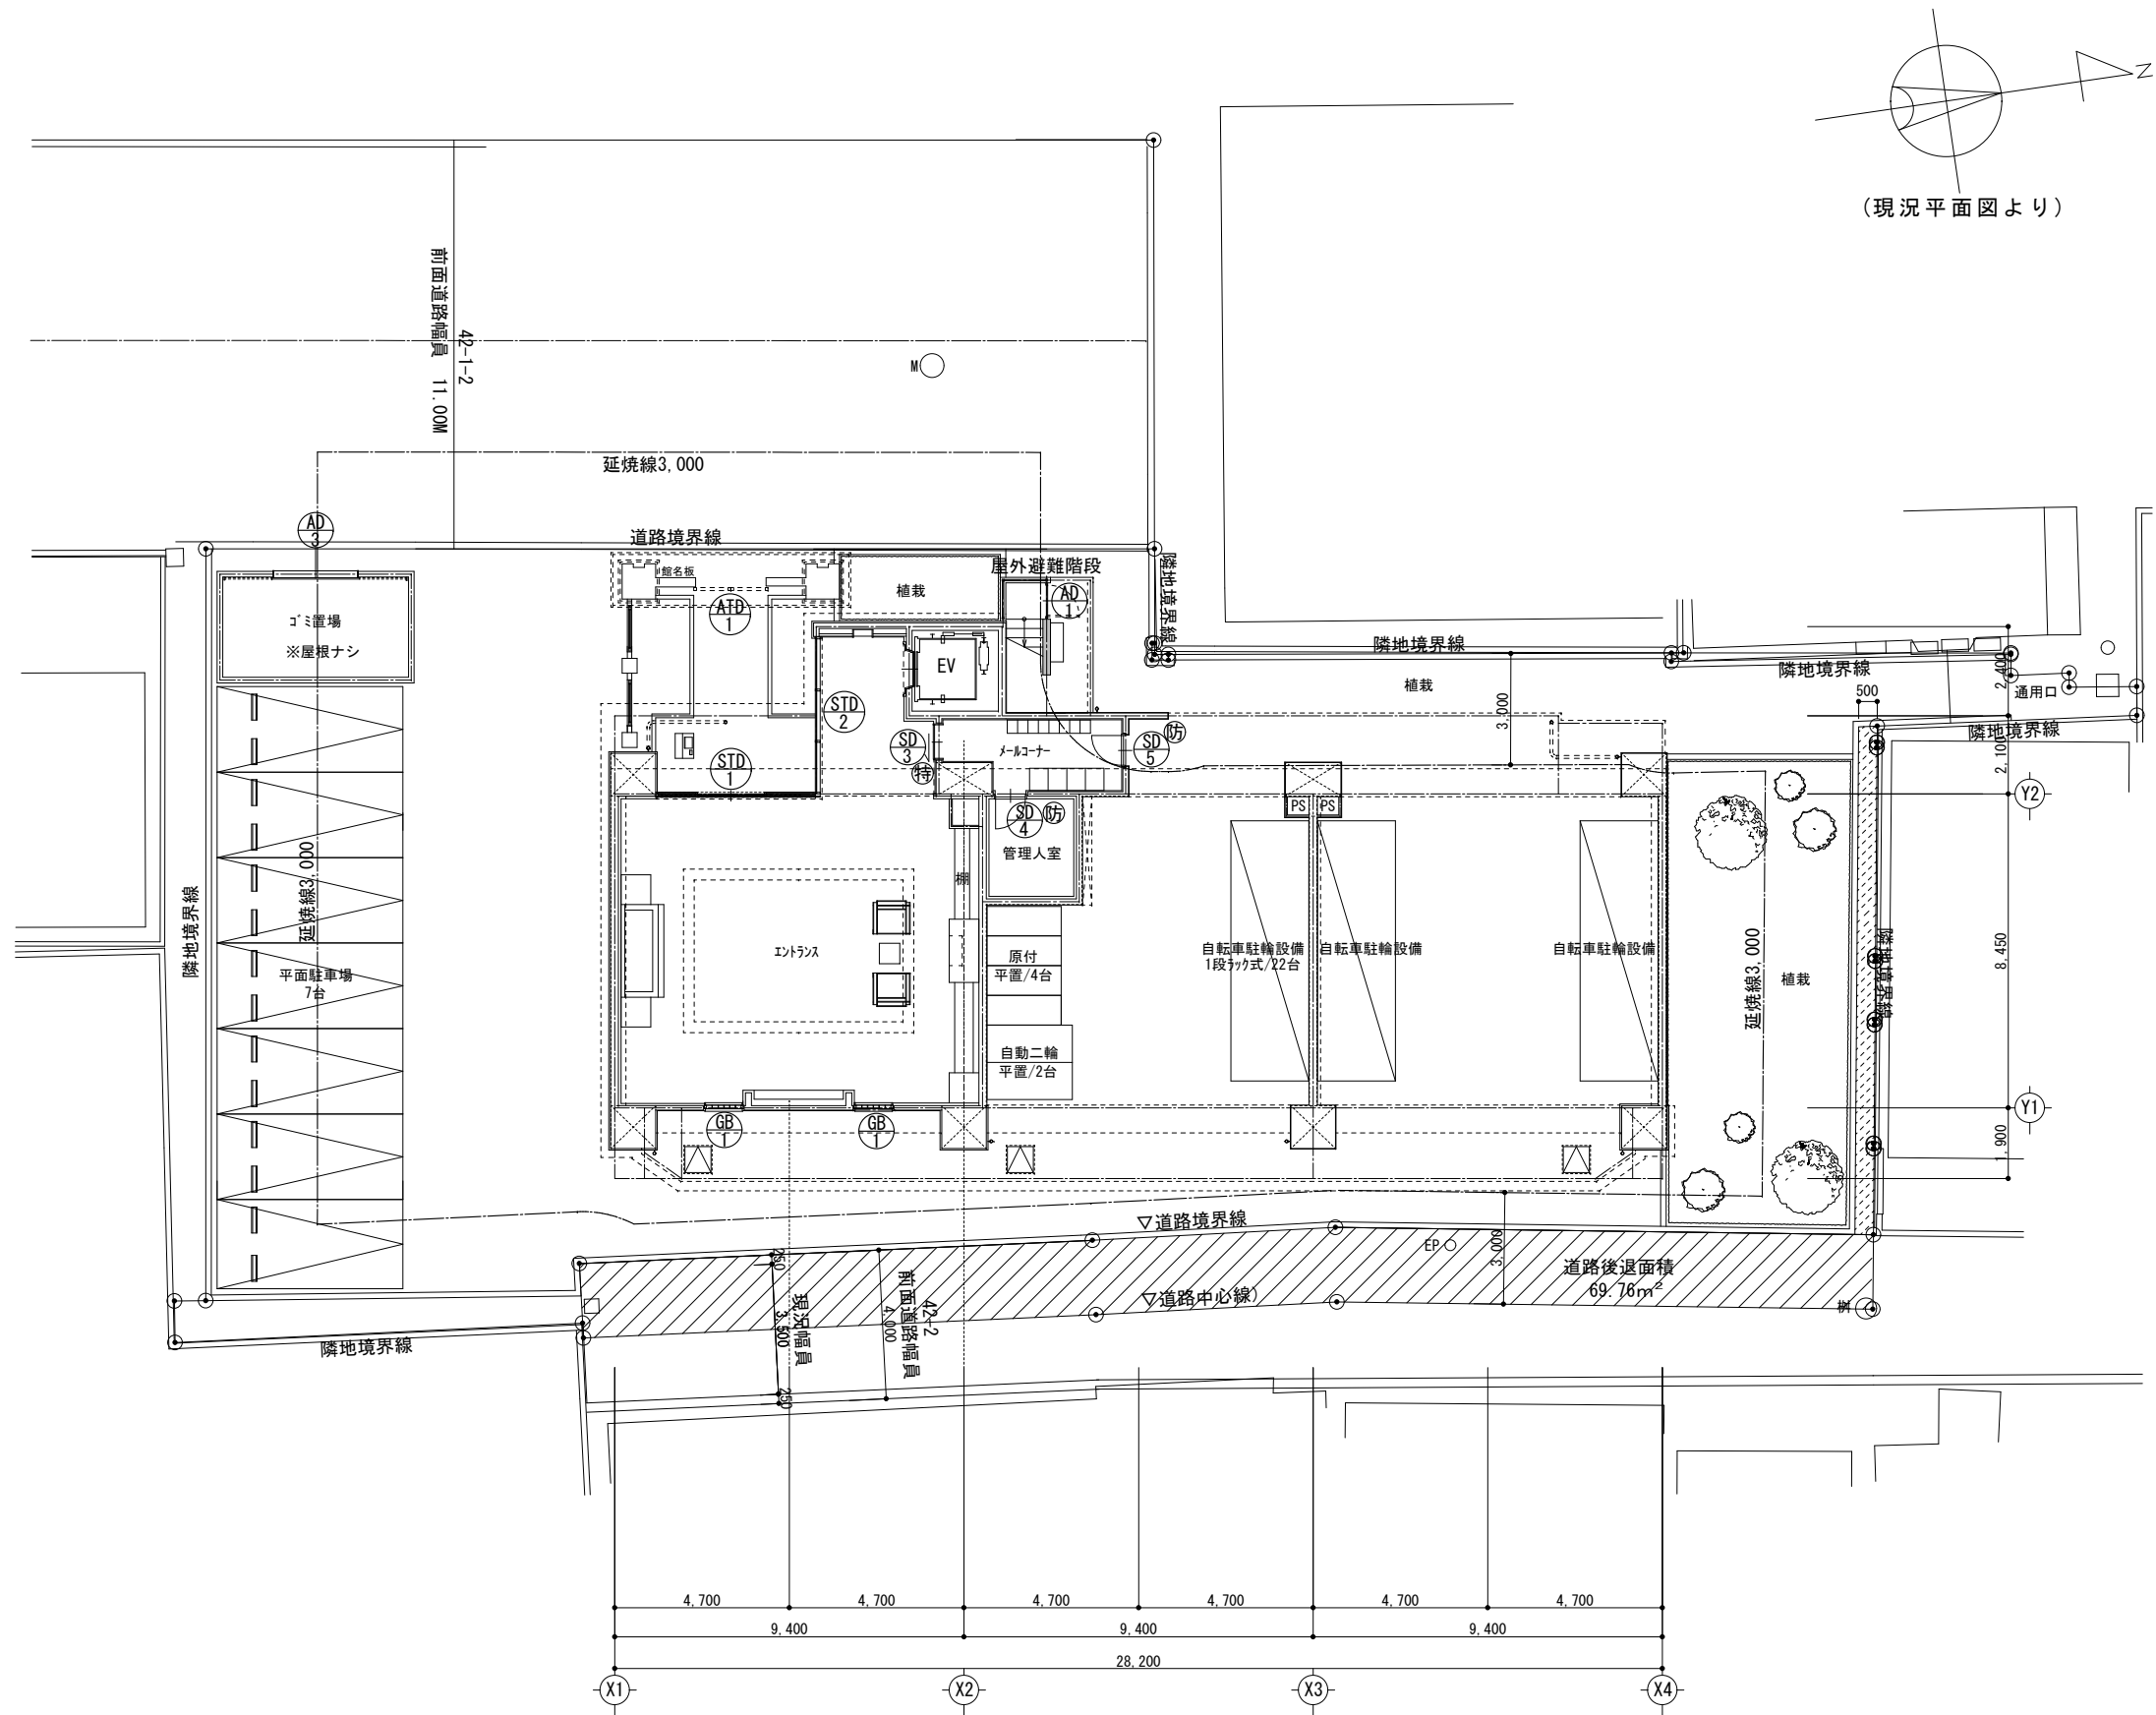 N
(現況平面図より)
前面道路幅員 11.00M
42-1-2
M
延焼線3,000
AD
3
道路境界線
屋外避難階段
隣地境界線
館名板
ATD
1
植栽
AD
1
ゴミ置場
※屋根ナシ
EV
隣地境界線
隣地境界線
植栽
3,000
2,400
通用口
500
隣地境界線
STD
2
SD
3
特
メールコーナー
SD
5
防
2,100
STD
1
Y2
PS
PS
SD
4
防
管理人室
延焼線3,000
隣地境界線
棚
エントランス
原付
平置/4台
自転車駐輪設備
1段ラック式/22台
自転車駐輪設備
自転車駐輪設備
延焼線3,000
植栽
隣地境界線
8,450
平面駐車場
7台
自動二輪
平置/2台
GB
1
GB
1
Y1
1,900
▽道路境界線
EP
3,000
道路後退面積
69.76m²
▽道路中心線)
桝
250
現況幅員
3,500
250
前面道路幅員
4,000
42-2
隣地境界線
4,700
4,700
4,700
4,700
4,700
4,700
9,400
9,400
9,400
28,200
X1
X2
X3
X4